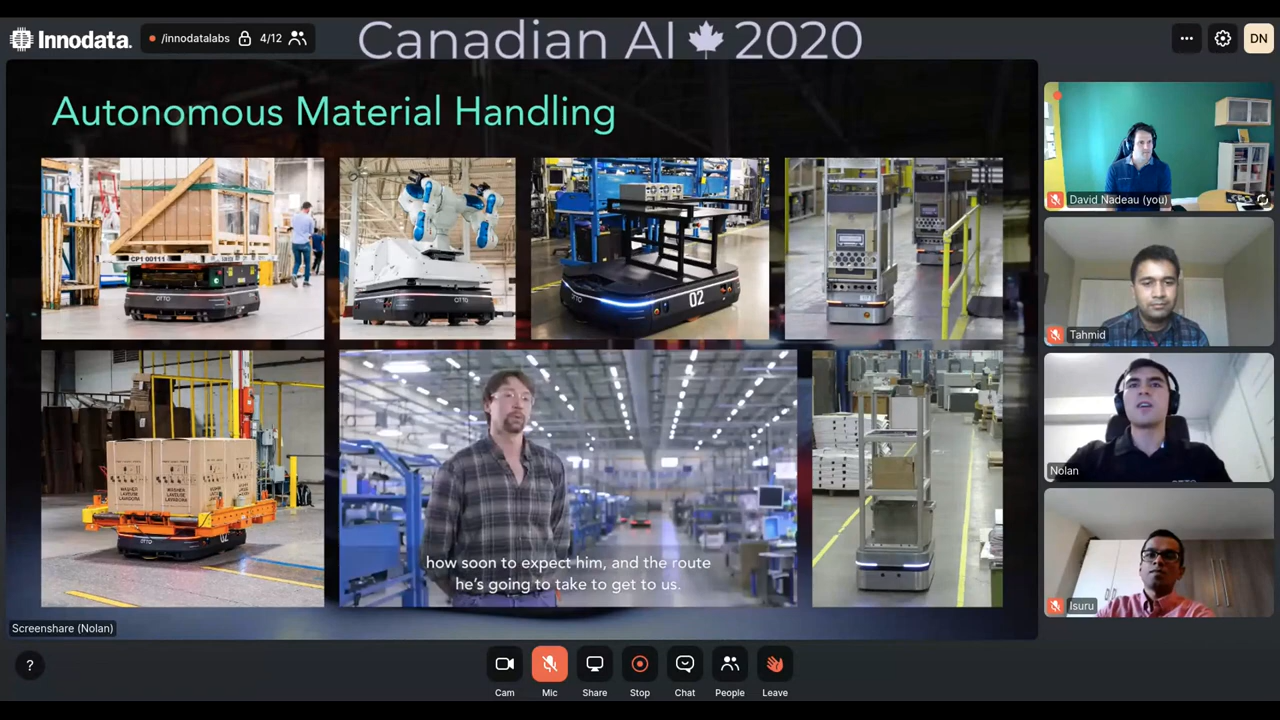 Innodata.
/innodatalabs
4/12
Canadian AI 2020
DN
Autonomous Material Handling
CP1 00111
OTTO
OTTO
OTTO
02
OTTO
how soon to expect him, and the route
he's going to take to get to us.
Screenshare (Nolan)
David Nadeau (you)
Tahmid
Nolan
Isuru
?
Cam
Mic
Share
Stop
Chat
People
Leave